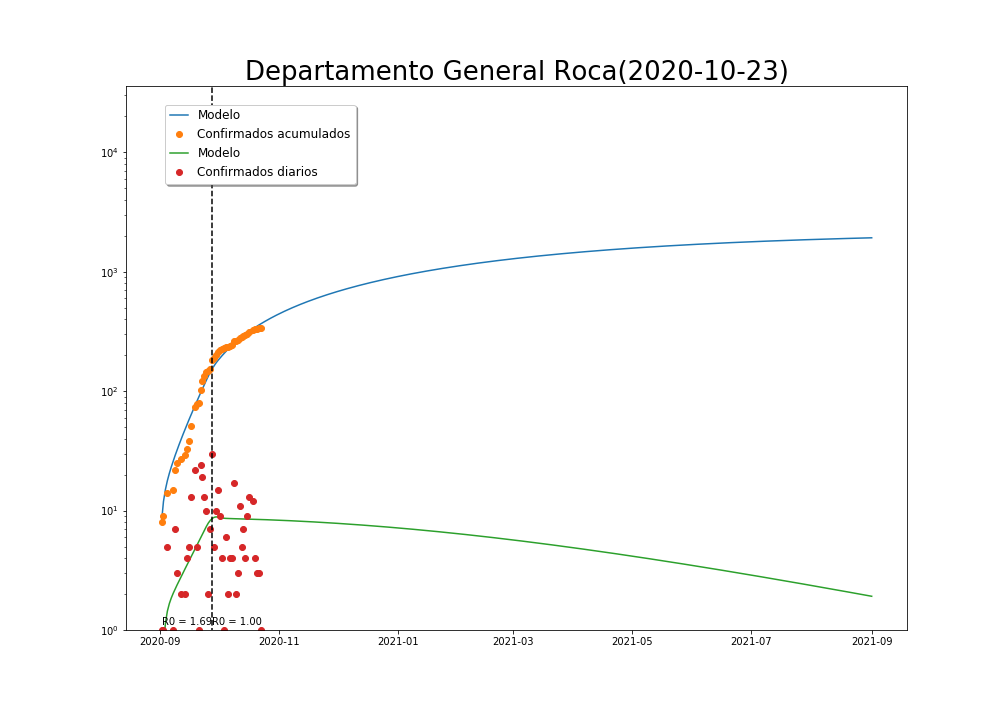 Departamento General Roca(2020-10-23)
Modelo
Confirmados acumulados
Modelo
Confirmados diarios
10⁴
10³
10²
10¹
10⁰
R0 = 1.69 R0 = 1.00
2020-09 2020-11 2021-01 2021-03 2021-05 2021-07 2021-09